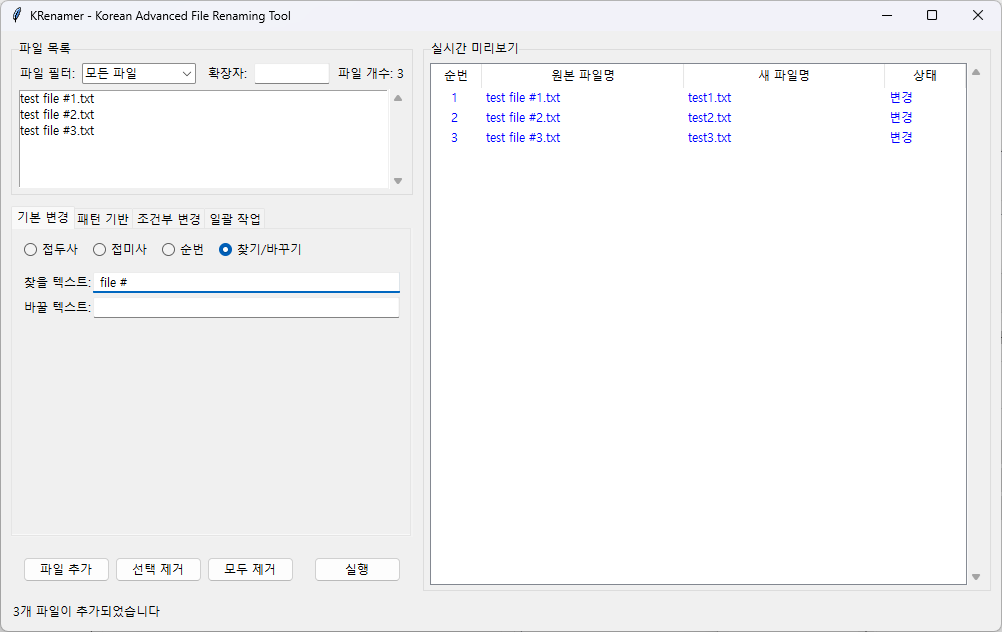 KRenamer - Korean Advanced File Renaming Tool
파일 목록
파일 필터: 모든 파일 확장자: 파일 개수: 3
test file #1.txt
test file #2.txt
test file #3.txt
기본 변경 패턴 기반 조건부 변경 일괄 작업
접두사 접미사 순번 찾기/바꾸기
찾을 텍스트: file #
바꿀 텍스트:
파일 추가 선택 제거 모두 제거 실행
3개 파일이 추가되었습니다
실시간 미리보기
순번 원본 파일명 새 파일명 상태
1 test file #1.txt test1.txt 변경
2 test file #2.txt test2.txt 변경
3 test file #3.txt test3.txt 변경